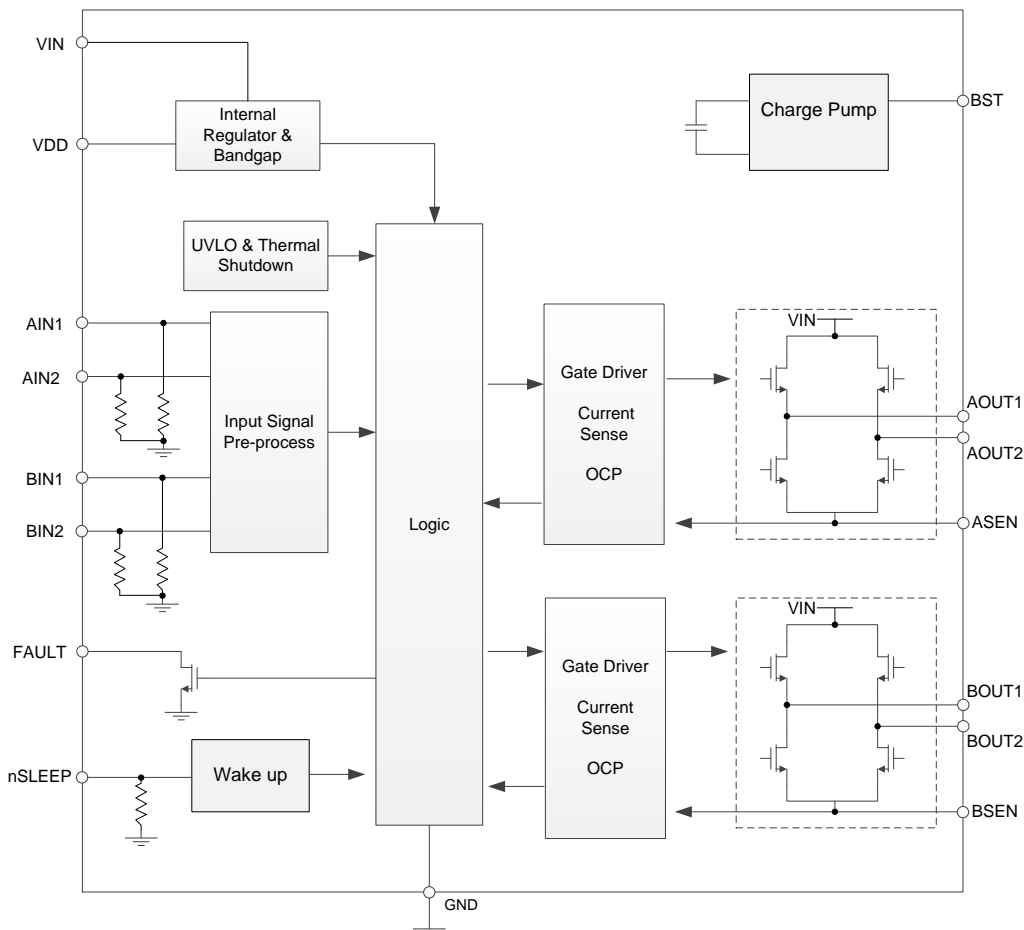 VIN
Internal
Regulator &
Bandgap
VDD
Charge Pump
BST
UVLO & Thermal
Shutdown
AIN1
AIN2
Input Signal
Pre-process
BIN1
BIN2
Logic
Gate Driver
Current
Sense
OCP
VIN
AOUT1
AOUT2
ASEN
FAULT
nSLEEP
Wake up
Gate Driver
Current
Sense
OCP
VIN
BOUT1
BOUT2
BSEN
GND